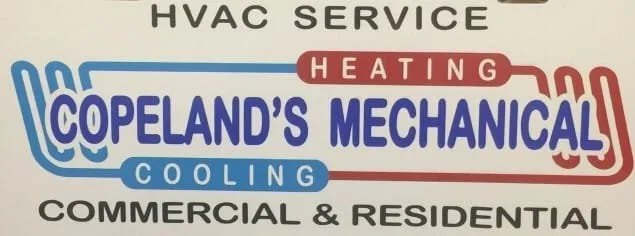 HVAC SERVICE
HEATING
COPELAND'S MECHANICAL
COOLING
COMMERCIAL & RESIDENTIAL